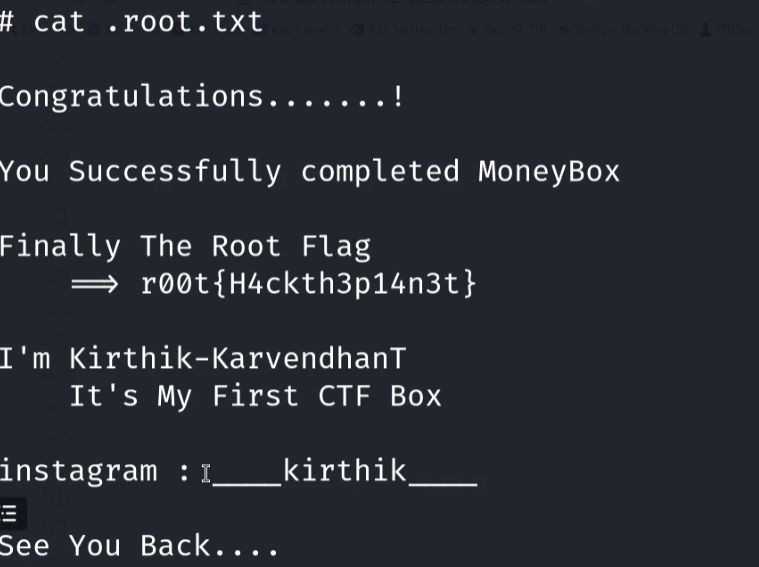 # cat .root.txt
Congratulations.......!
You Successfully completed MoneyBox
Finally The Root Flag
==> r00t{H4ckth3p14n3t}
I'm Kirthik-KarvendhanT
It's My First CTF Box
instagram : ____kirthik____
See You Back....